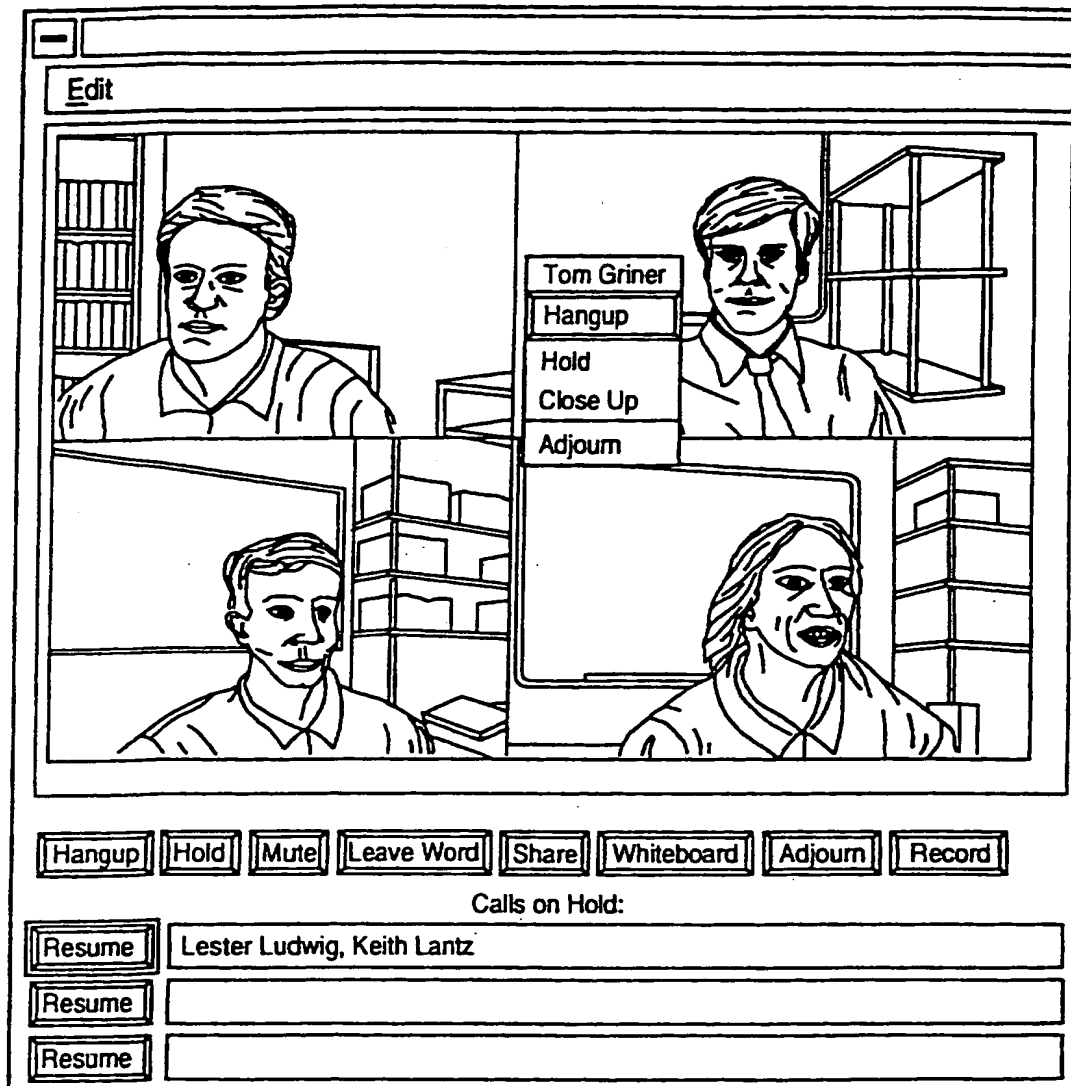 Edit
Tom Griner
Hangup
Hold
Close Up
Adjourn
Hangup Hold Mute Leave Word Share Whiteboard Adjourn Record
Calls on Hold:
Resume Lester Ludwig, Keith Lantz
Resume
Resume